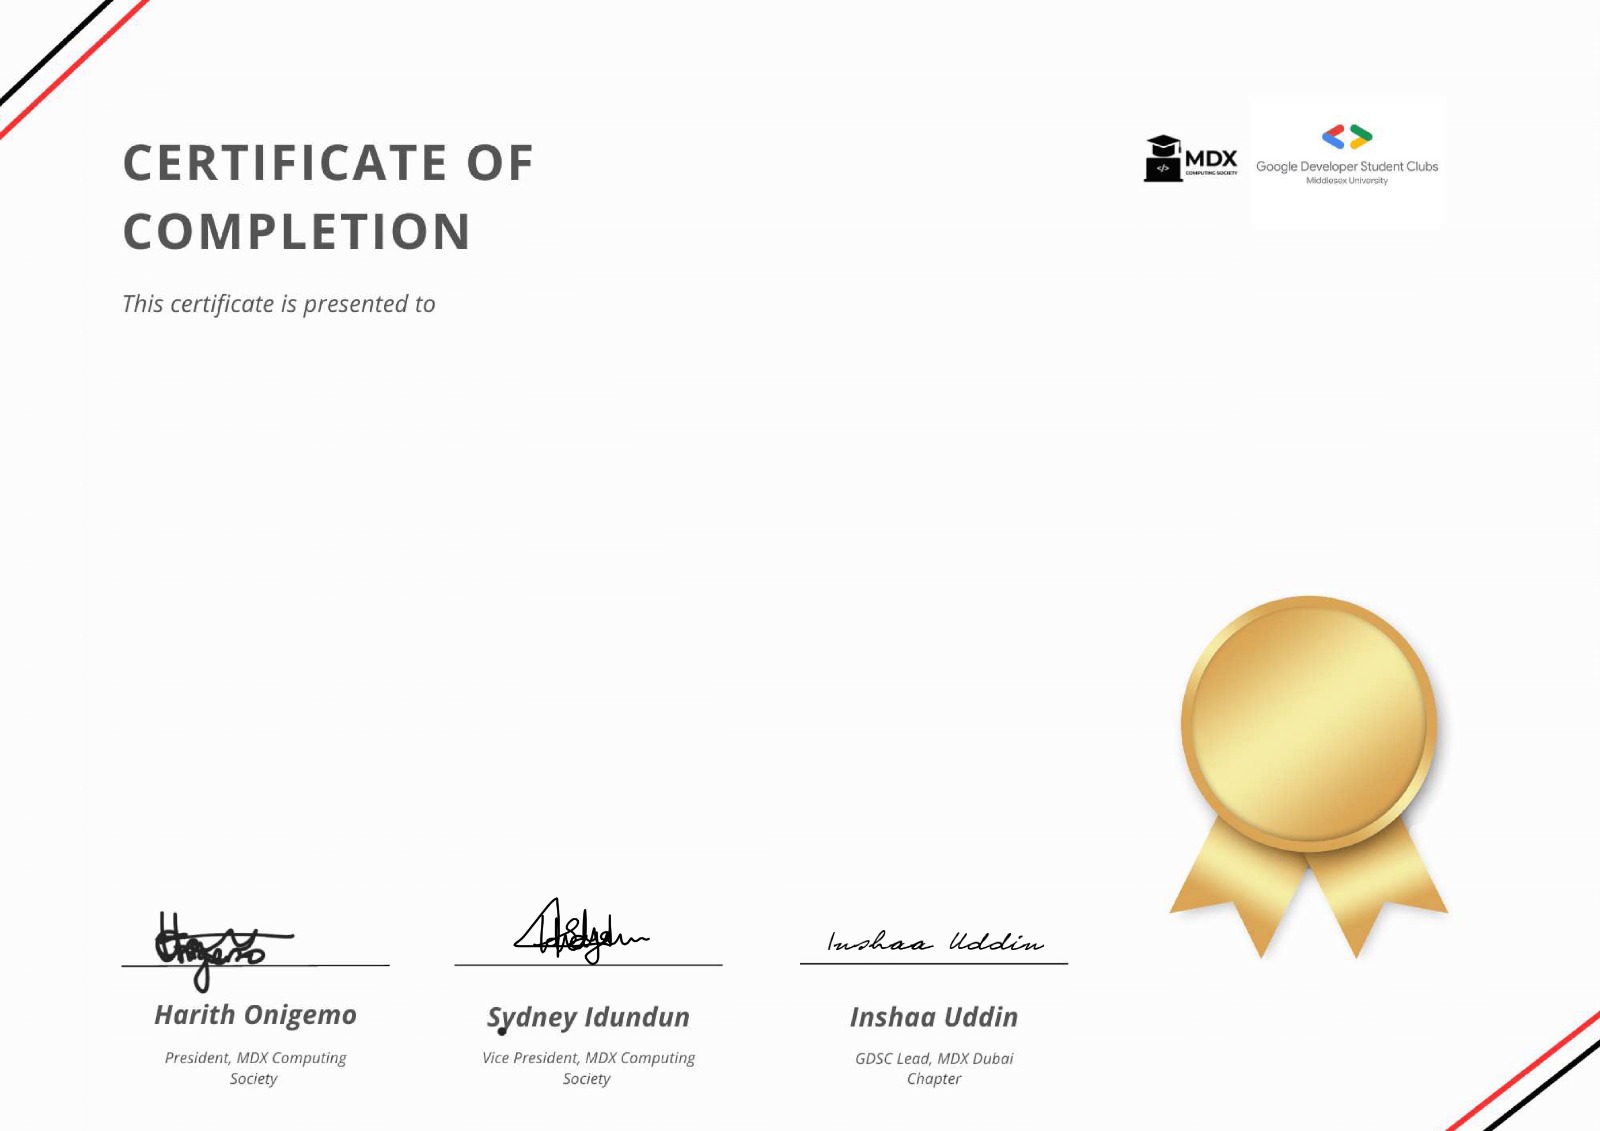 CERTIFICATE OF
COMPLETION
This certificate is presented to
MDX
COMPUTING SOCIETY
</>
Google Developer Student Clubs
Middlesex University
Inshaa Uddin
Harith Onigemo
Sydney Idundun
Inshaa Uddin
President, MDX Computing
Society
Vice President, MDX Computing
Society
GDSC Lead, MDX Dubai
Chapter